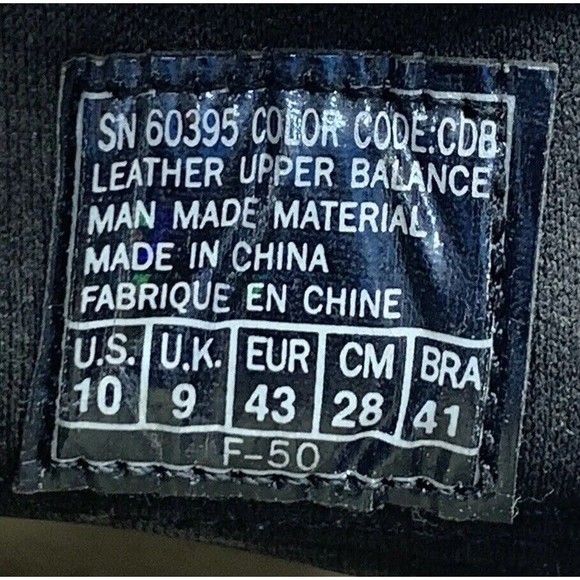 SN 60395 COLOR CODE:CDB
LEATHER UPPER BALANCE
MAN MADE MATERIAL
MADE IN CHINA
FABRIQUE EN CHINE
U.S. U.K. EUR CM BRA
10 9 43 28 41
F-50